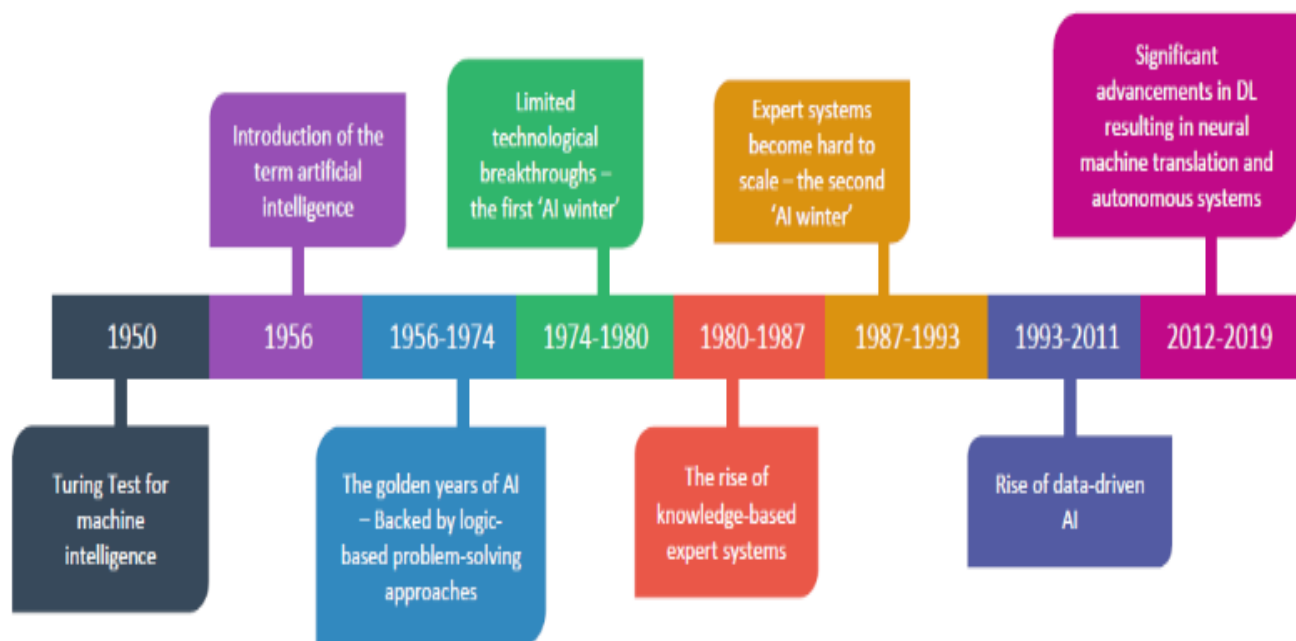 Introduction of the
term artificial
intelligence
Limited
technological
breakthroughs –
the first ‘AI winter’
Expert systems
become hard to
scale – the second
‘AI winter’
Significant
advancements in DL
resulting in neural
machine translation and
autonomous systems
1950
1956
1956-1974
1974-1980
1980-1987
1987-1993
1993-2011
2012-2019
Turing Test for
machine
intelligence
The golden years of AI
– Backed by logic-
based problem-solving
approaches
The rise of
knowledge-based
expert systems
Rise of data-driven
AI